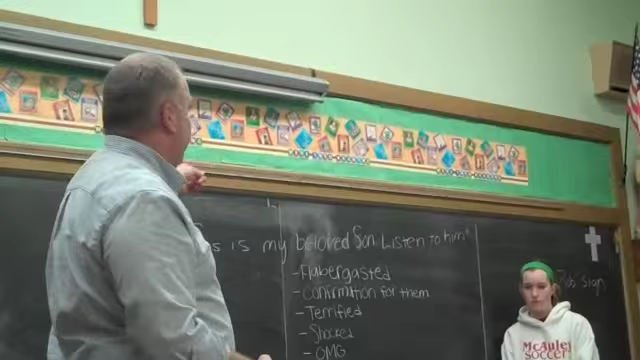 s is my beloved Son Listen to him"
- Flabergasted
- Confirmation for them
- Terrified
- Shocked
- OMG
Sign
McAuley
Soccer